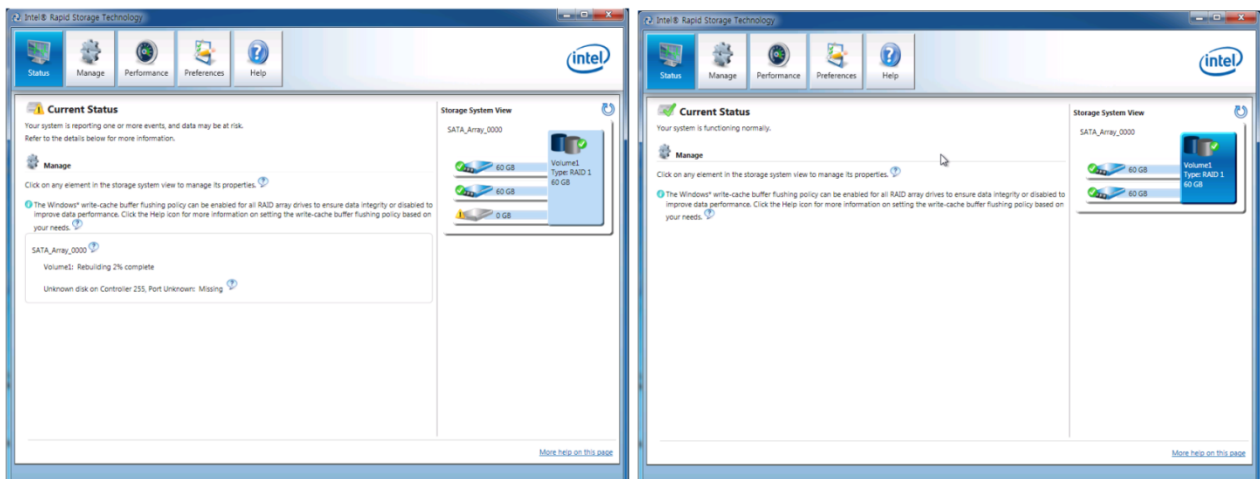 Intel® Rapid Storage Technology
Status
Manage
Performance
Preferences
Help
intel
Current Status
Your system is reporting one or more events, and data may be at risk.
Refer to the details below for more information.
Manage
Click on any element in the storage system view to manage its properties.
The Windows* write-cache buffer flushing policy can be enabled for all RAID array drives to ensure data integrity or disabled to
improve data performance. Click the Help icon for more information on setting the write-cache buffer flushing policy based on
your needs.
SATA_Array_0000
Volume1: Rebuilding 2% complete
Unknown disk on Controller 255, Port Unknown: Missing
Storage System View
SATA_Array_0000
60 GB
60 GB
0 GB
Volume1
Type: RAID 1
60 GB
More help on this page
Intel® Rapid Storage Technology
Status
Manage
Performance
Preferences
Help
intel
Current Status
Your system is functioning normally.
Manage
Click on any element in the storage system view to manage its properties.
The Windows* write-cache buffer flushing policy can be enabled for all RAID array drives to ensure data integrity or disabled to
improve data performance. Click the Help icon for more information on setting the write-cache buffer flushing policy based on
your needs.
Storage System View
SATA_Array_0000
60 GB
60 GB
Volume1
Type: RAID 1
60 GB
More help on this page